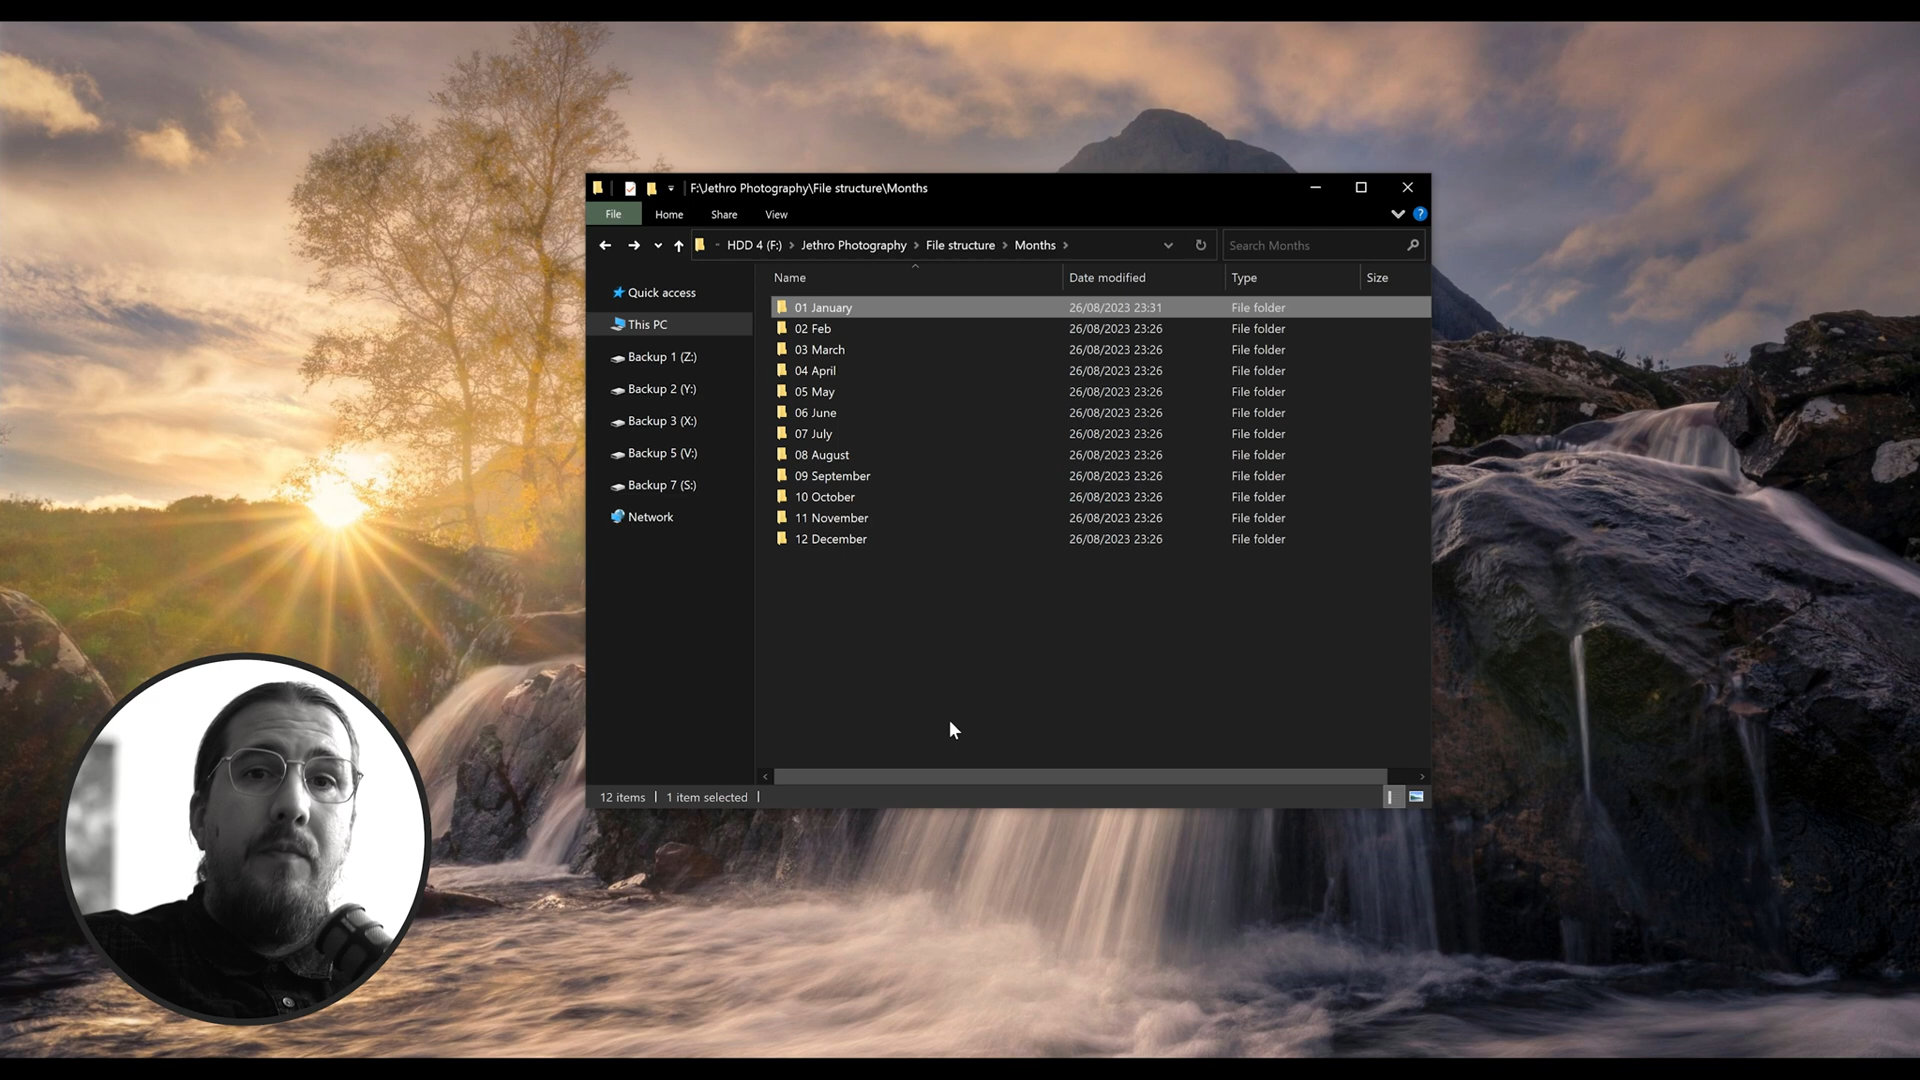 F:\Jethro Photography\File structure\Months
File Home Share View
HDD 4 (F:) Jethro Photography File structure Months Search Months
Name Date modified Type Size
Quick access
This PC
Backup 1 (Z:)
Backup 2 (Y:)
Backup 3 (X:)
Backup 5 (V:)
Backup 7 (S:)
Network
01 January 26/08/2023 23:31 File folder
02 Feb 26/08/2023 23:26 File folder
03 March 26/08/2023 23:26 File folder
04 April 26/08/2023 23:26 File folder
05 May 26/08/2023 23:26 File folder
06 June 26/08/2023 23:26 File folder
07 July 26/08/2023 23:26 File folder
08 August 26/08/2023 23:26 File folder
09 September 26/08/2023 23:26 File folder
10 October 26/08/2023 23:26 File folder
11 November 26/08/2023 23:26 File folder
12 December 26/08/2023 23:26 File folder
12 items 1 item selected